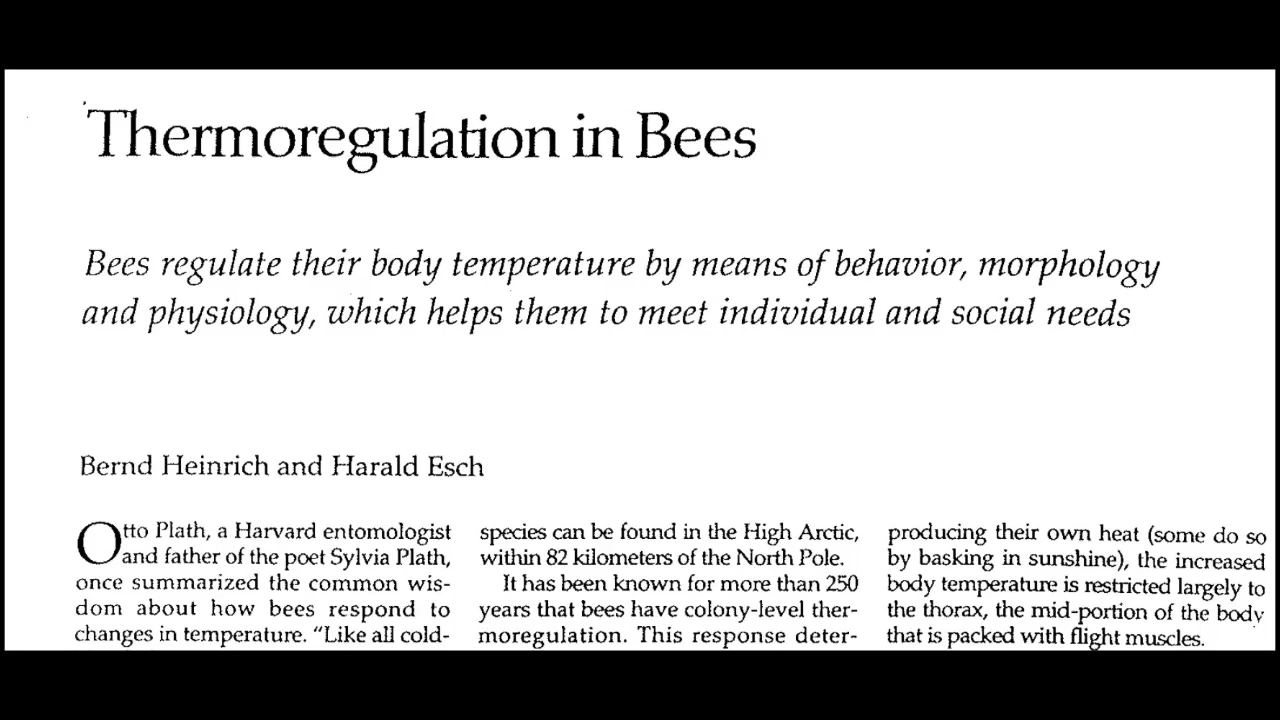 Thermoregulation in Bees
Bees regulate their body temperature by means of behavior, morphology
and physiology, which helps them to meet individual and social needs
Bernd Heinrich and Harald Esch
Otto Plath, a Harvard entomologist
and father of the poet Sylvia Plath,
once summarized the common wis-
dom about how bees respond to
changes in temperature. “Like all cold-
species can be found in the High Arctic,
within 82 kilometers of the North Pole.
It has been known for more than 250
years that bees have colony-level ther-
moregulation. This response deter-
producing their own heat (some do so
by basking in sunshine), the increased
body temperature is restricted largely to
the thorax, the mid-portion of the body
that is packed with flight muscles.